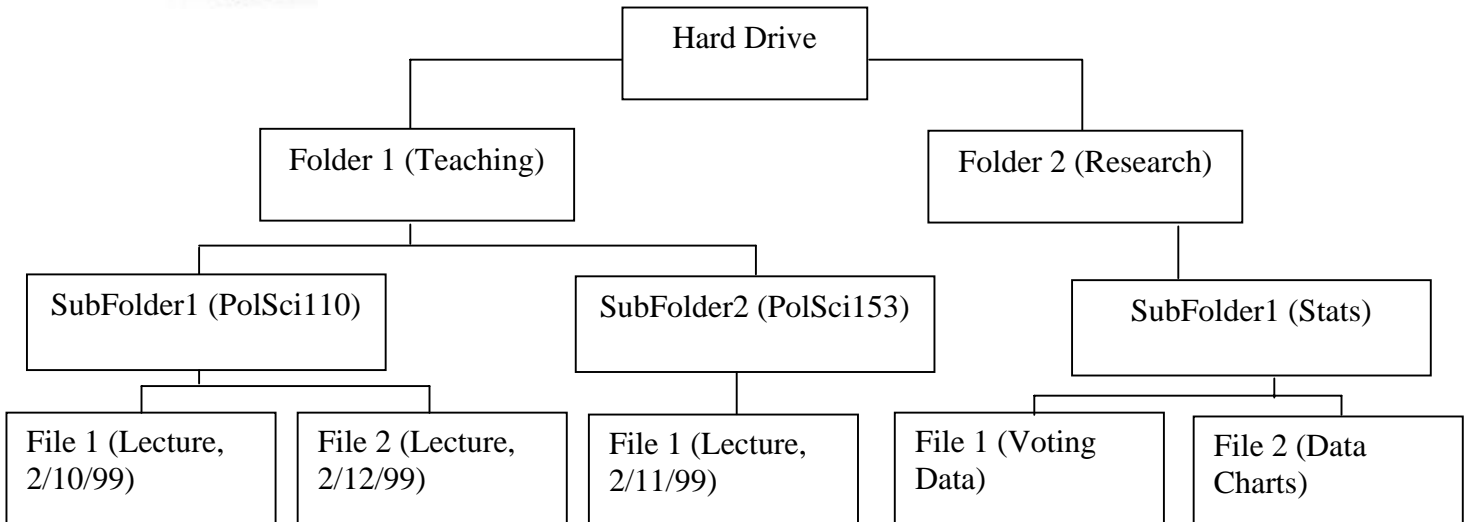 Hard Drive
Folder 1 (Teaching)
Folder 2 (Research)
SubFolder1 (PolSci110)
SubFolder2 (PolSci153)
SubFolder1 (Stats)
File 1 (Lecture,
2/10/99)
File 2 (Lecture,
2/12/99)
File 1 (Lecture,
2/11/99)
File 1 (Voting
Data)
File 2 (Data
Charts)